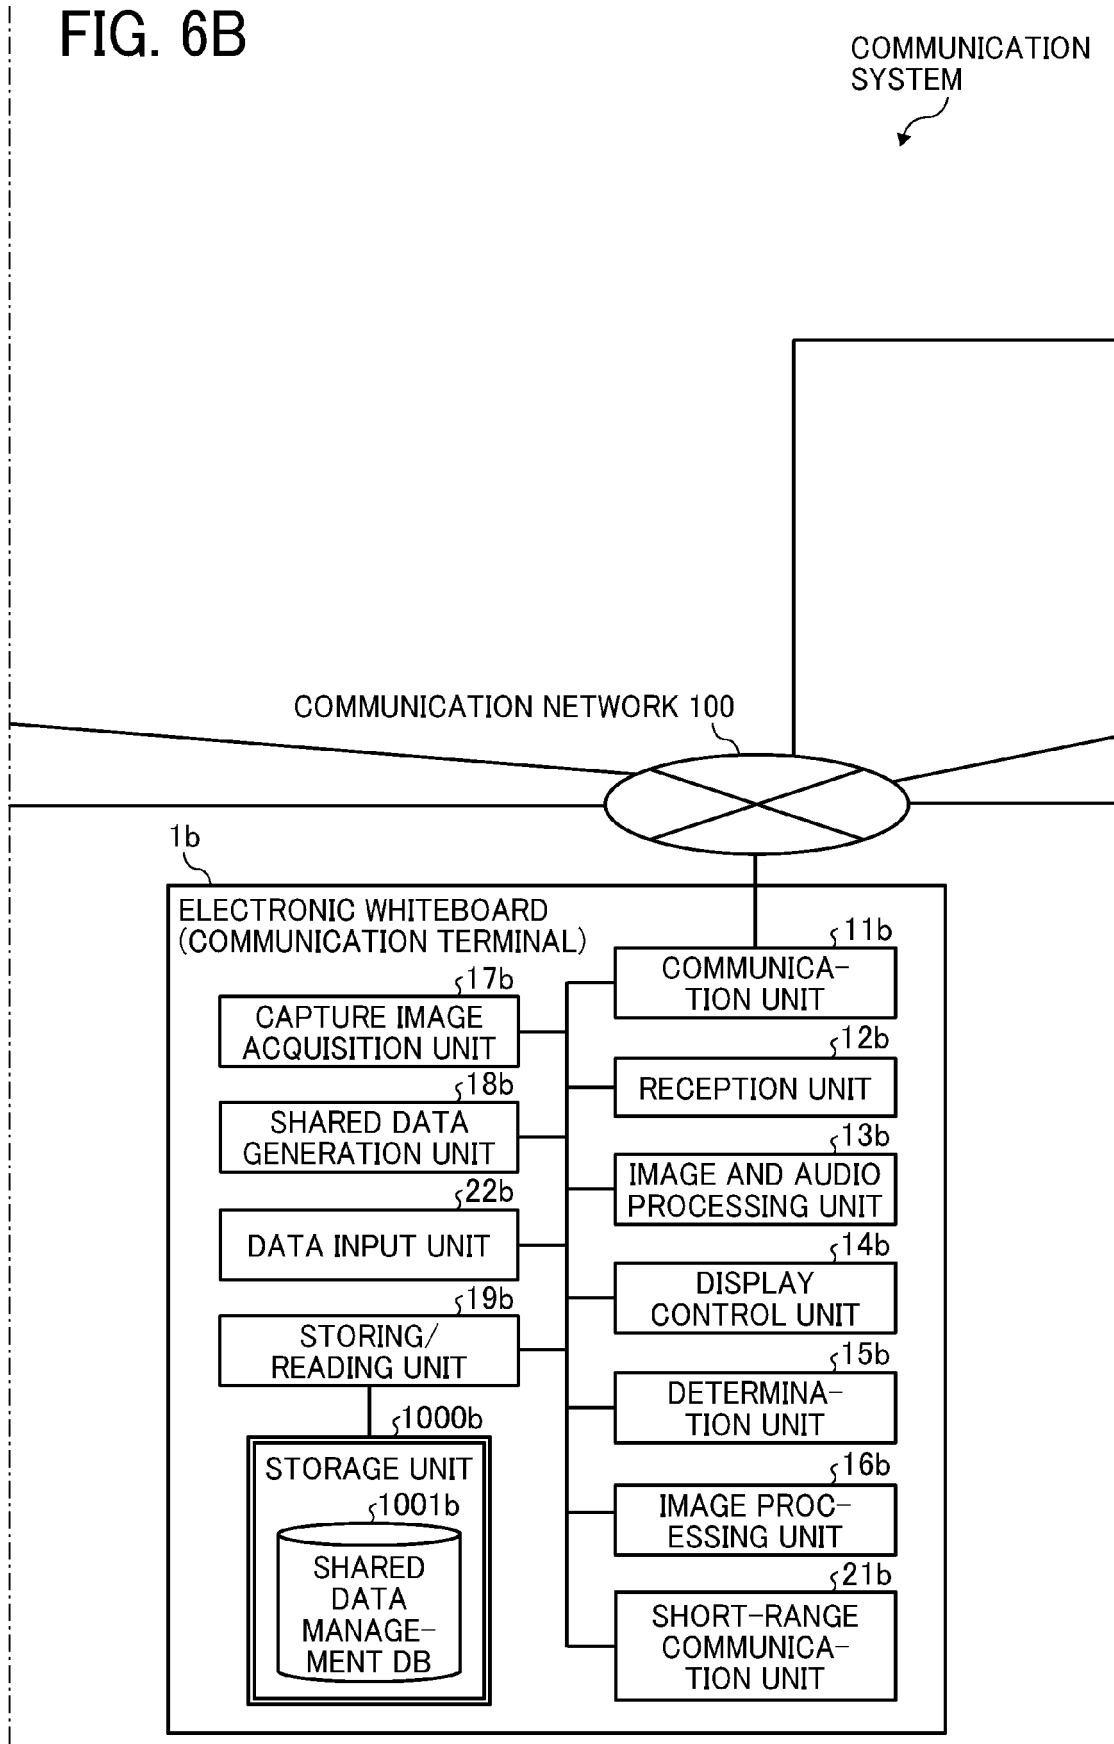 FIG. 6B
COMMUNICATION
SYSTEM
COMMUNICATION NETWORK 100
1b
ELECTRONIC WHITEBOARD
(COMMUNICATION TERMINAL)
17b
CAPTURE IMAGE
ACQUISITION UNIT
18b
SHARED DATA
GENERATION UNIT
22b
DATA INPUT UNIT
19b
STORING/
READING UNIT
1000b
STORAGE UNIT
1001b
SHARED
DATA
MANAGE-
MENT DB
11b
COMMUNICA-
TION UNIT
12b
RECEPTION UNIT
13b
IMAGE AND AUDIO
PROCESSING UNIT
14b
DISPLAY
CONTROL UNIT
15b
DETERMINA-
TION UNIT
16b
IMAGE PROC-
ESSING UNIT
21b
SHORT-RANGE
COMMUNICA-
TION UNIT